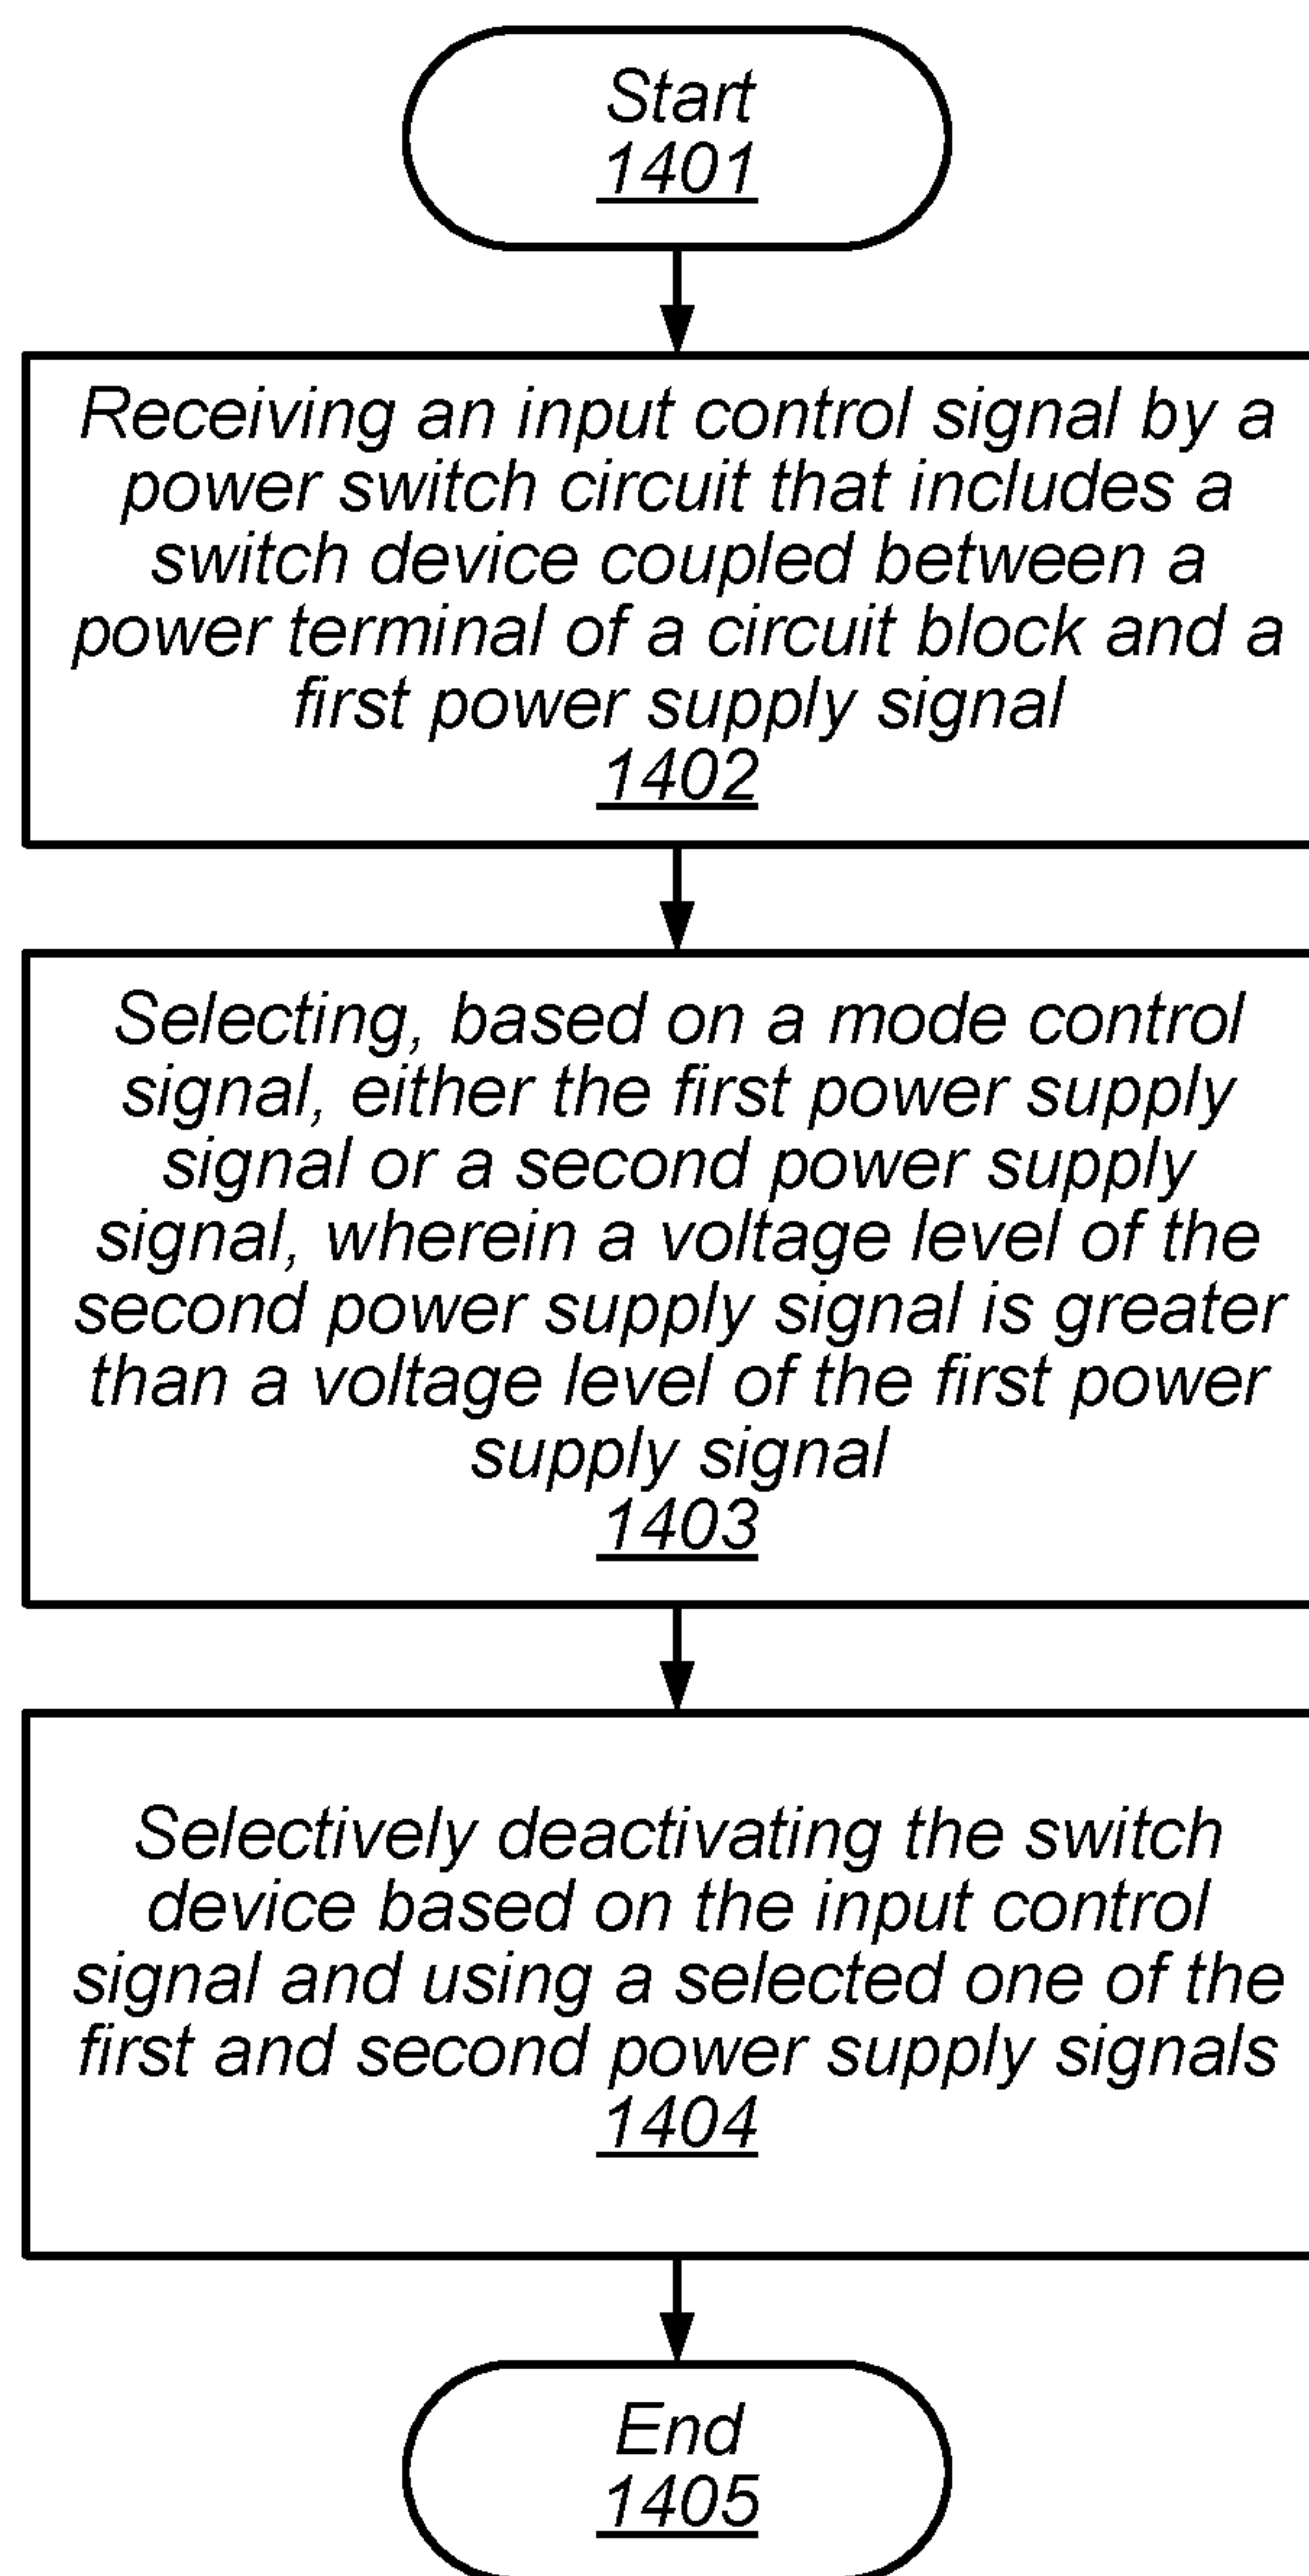 Start
1401
Receiving an input control signal by a
power switch circuit that includes a
switch device coupled between a
power terminal of a circuit block and a
first power supply signal
1402
Selecting, based on a mode control
signal, either the first power supply
signal or a second power supply
signal, wherein a voltage level of the
second power supply signal is greater
than a voltage level of the first power
supply signal
1403
Selectively deactivating the switch
device based on the input control
signal and using a selected one of the
first and second power supply signals
1404
End
1405